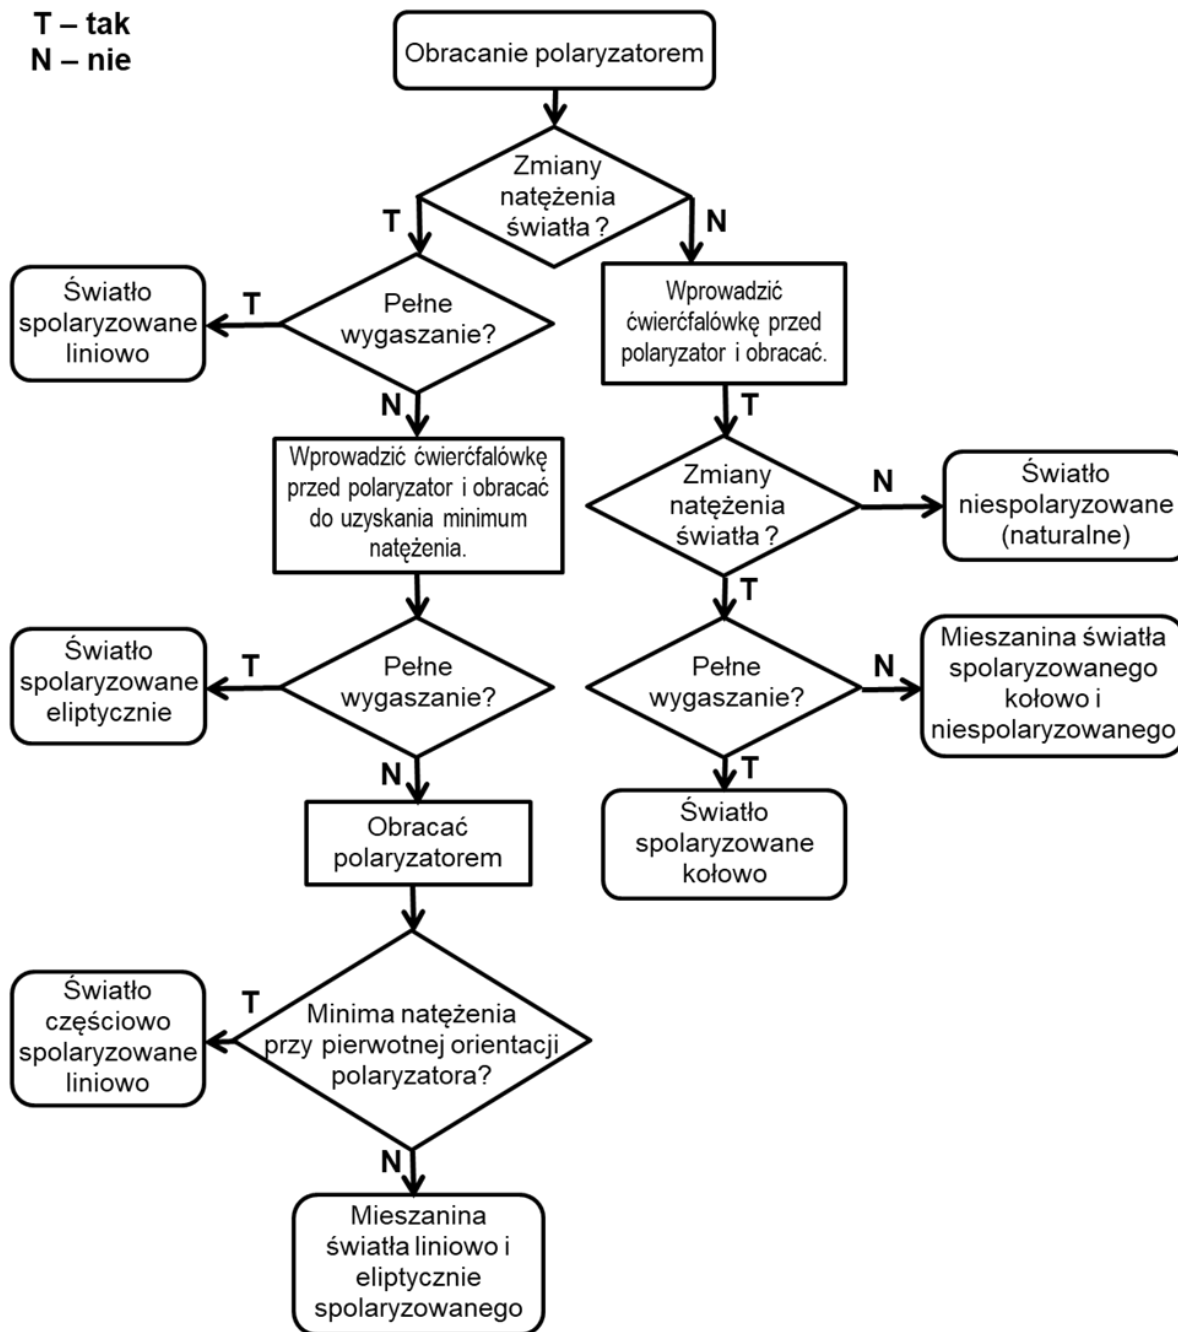 T – tak
N – nie
Obracanie polaryzatorem
Zmiany
natężenia
światła ?
T
N
Światło
spolaryzowane
liniowo
T
Pełne
wygaszanie?
Wprowadzić
ćwierćfalówkę przed
polaryzator i obracać.
N
T
Wprowadzić ćwierćfalówkę
przed polaryzator i obracać
do uzyskania minimum
natężenia.
Zmiany
natężenia
światła ?
N
Światło
niespolaryzowane
(naturalne)
T
Światło
spolaryzowane
eliptycznie
T
Pełne
wygaszanie?
Pełne
wygaszanie?
N
Mieszanina światła
spolaryzowanego
kołowo i
niespolaryzowanego
N
T
Obracać
polaryzatorem
Światło
spolaryzowane
kołowo
Światło
częściowo
spolaryzowane
liniowo
T
Minima natężenia
przy pierwotnej orientacji
polaryzatora?
N
Mieszanina
światła liniowo i
eliptycznie
spolaryzowanego